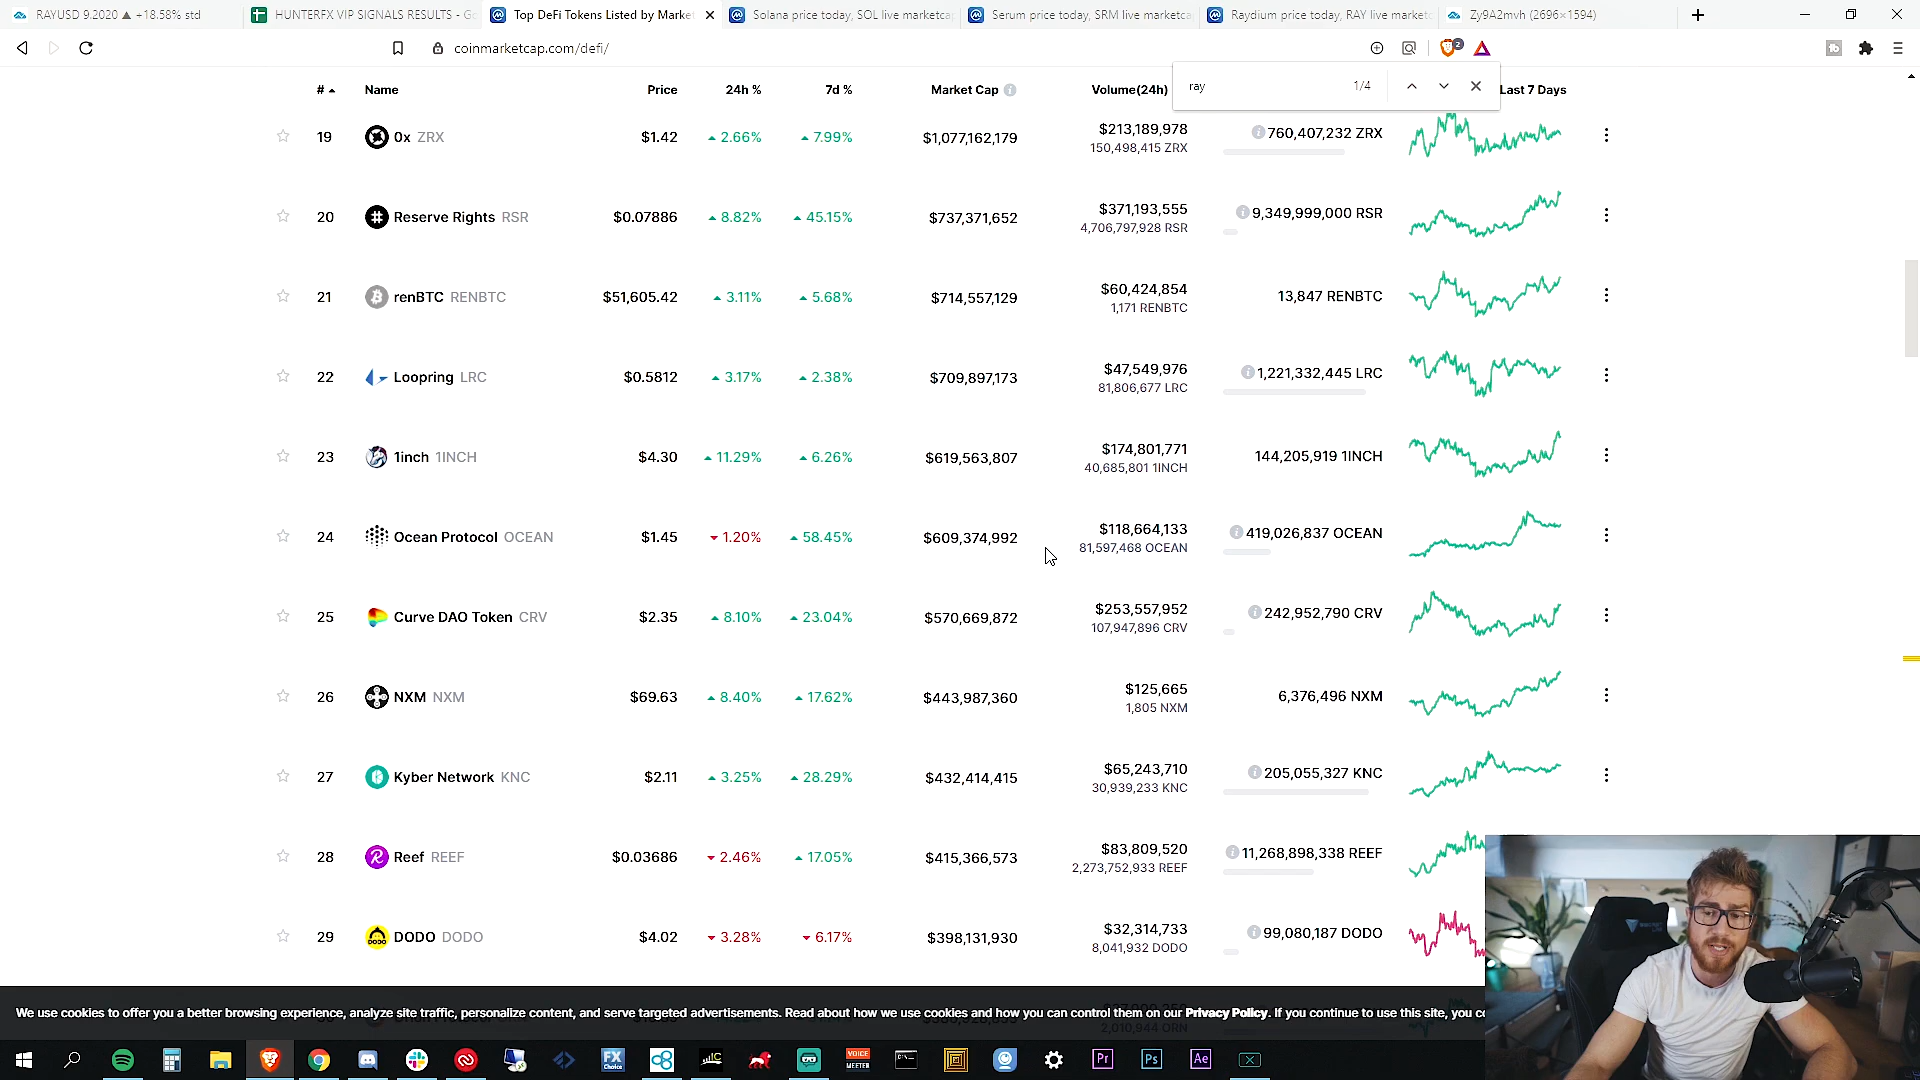 RAYUSD 9.2020 ▲ +18.58% std
HUNTERFX VIP SIGNALS RESULTS - Go
Top DeFi Tokens Listed by Market
Solana price today, SOL live marketcap
Serum price today, SRM live marketca
Raydium price today, RAY live market
Zy9A2mvh (2696×1594)
coinmarketcap.com/defi/
2
ray 1/4
# Name Price 24h % 7d % Market Cap Volume(24h) Last 7 Days
19 0x ZRX $1.42 2.66% 7.99% $1,077,162,179 $213,189,978 760,407,232 ZRX
150,498,415 ZRX
20 Reserve Rights RSR $0.07886 8.82% 45.15% $737,371,652 $371,193,555 9,349,999,000 RSR
4,706,797,928 RSR
21 renBTC RENBTC $51,605.42 3.11% 5.68% $714,557,129 $60,424,854 13,847 RENBTC
1,171 RENBTC
22 Loopring LRC $0.5812 3.17% 2.38% $709,897,173 $47,549,976 1,221,332,445 LRC
81,806,677 LRC
23 1inch 1INCH $4.30 11.29% 6.26% $619,563,807 $174,801,771 144,205,919 1INCH
40,685,801 1INCH
24 Ocean Protocol OCEAN $1.45 1.20% 58.45% $609,374,992 $118,664,133 419,026,837 OCEAN
81,597,468 OCEAN
25 Curve DAO Token CRV $2.35 8.10% 23.04% $570,669,872 $253,557,952 242,952,790 CRV
107,947,896 CRV
26 NXM NXM $69.63 8.40% 17.62% $443,987,360 $125,665 6,376,496 NXM
1,805 NXM
27 Kyber Network KNC $2.11 3.25% 28.29% $432,414,415 $65,243,710 205,055,327 KNC
30,939,233 KNC
28 Reef REEF $0.03686 2.46% 17.05% $415,366,573 $83,809,520 11,268,898,338 REEF
2,273,752,933 REEF
29 DODO DODO $4.02 3.28% 6.17% $398,131,930 $32,314,733 99,080,187 DODO
8,041,932 DODO
We use cookies to offer you a better browsing experience, analyze site traffic, personalize content, and serve targeted advertisements. Read about how we use cookies and how you can control them on our Privacy Policy. If you continue to use this site, you co
2,010,944 ORN
FX Choice
VOICE MEETER
Pr
Ps
Ae